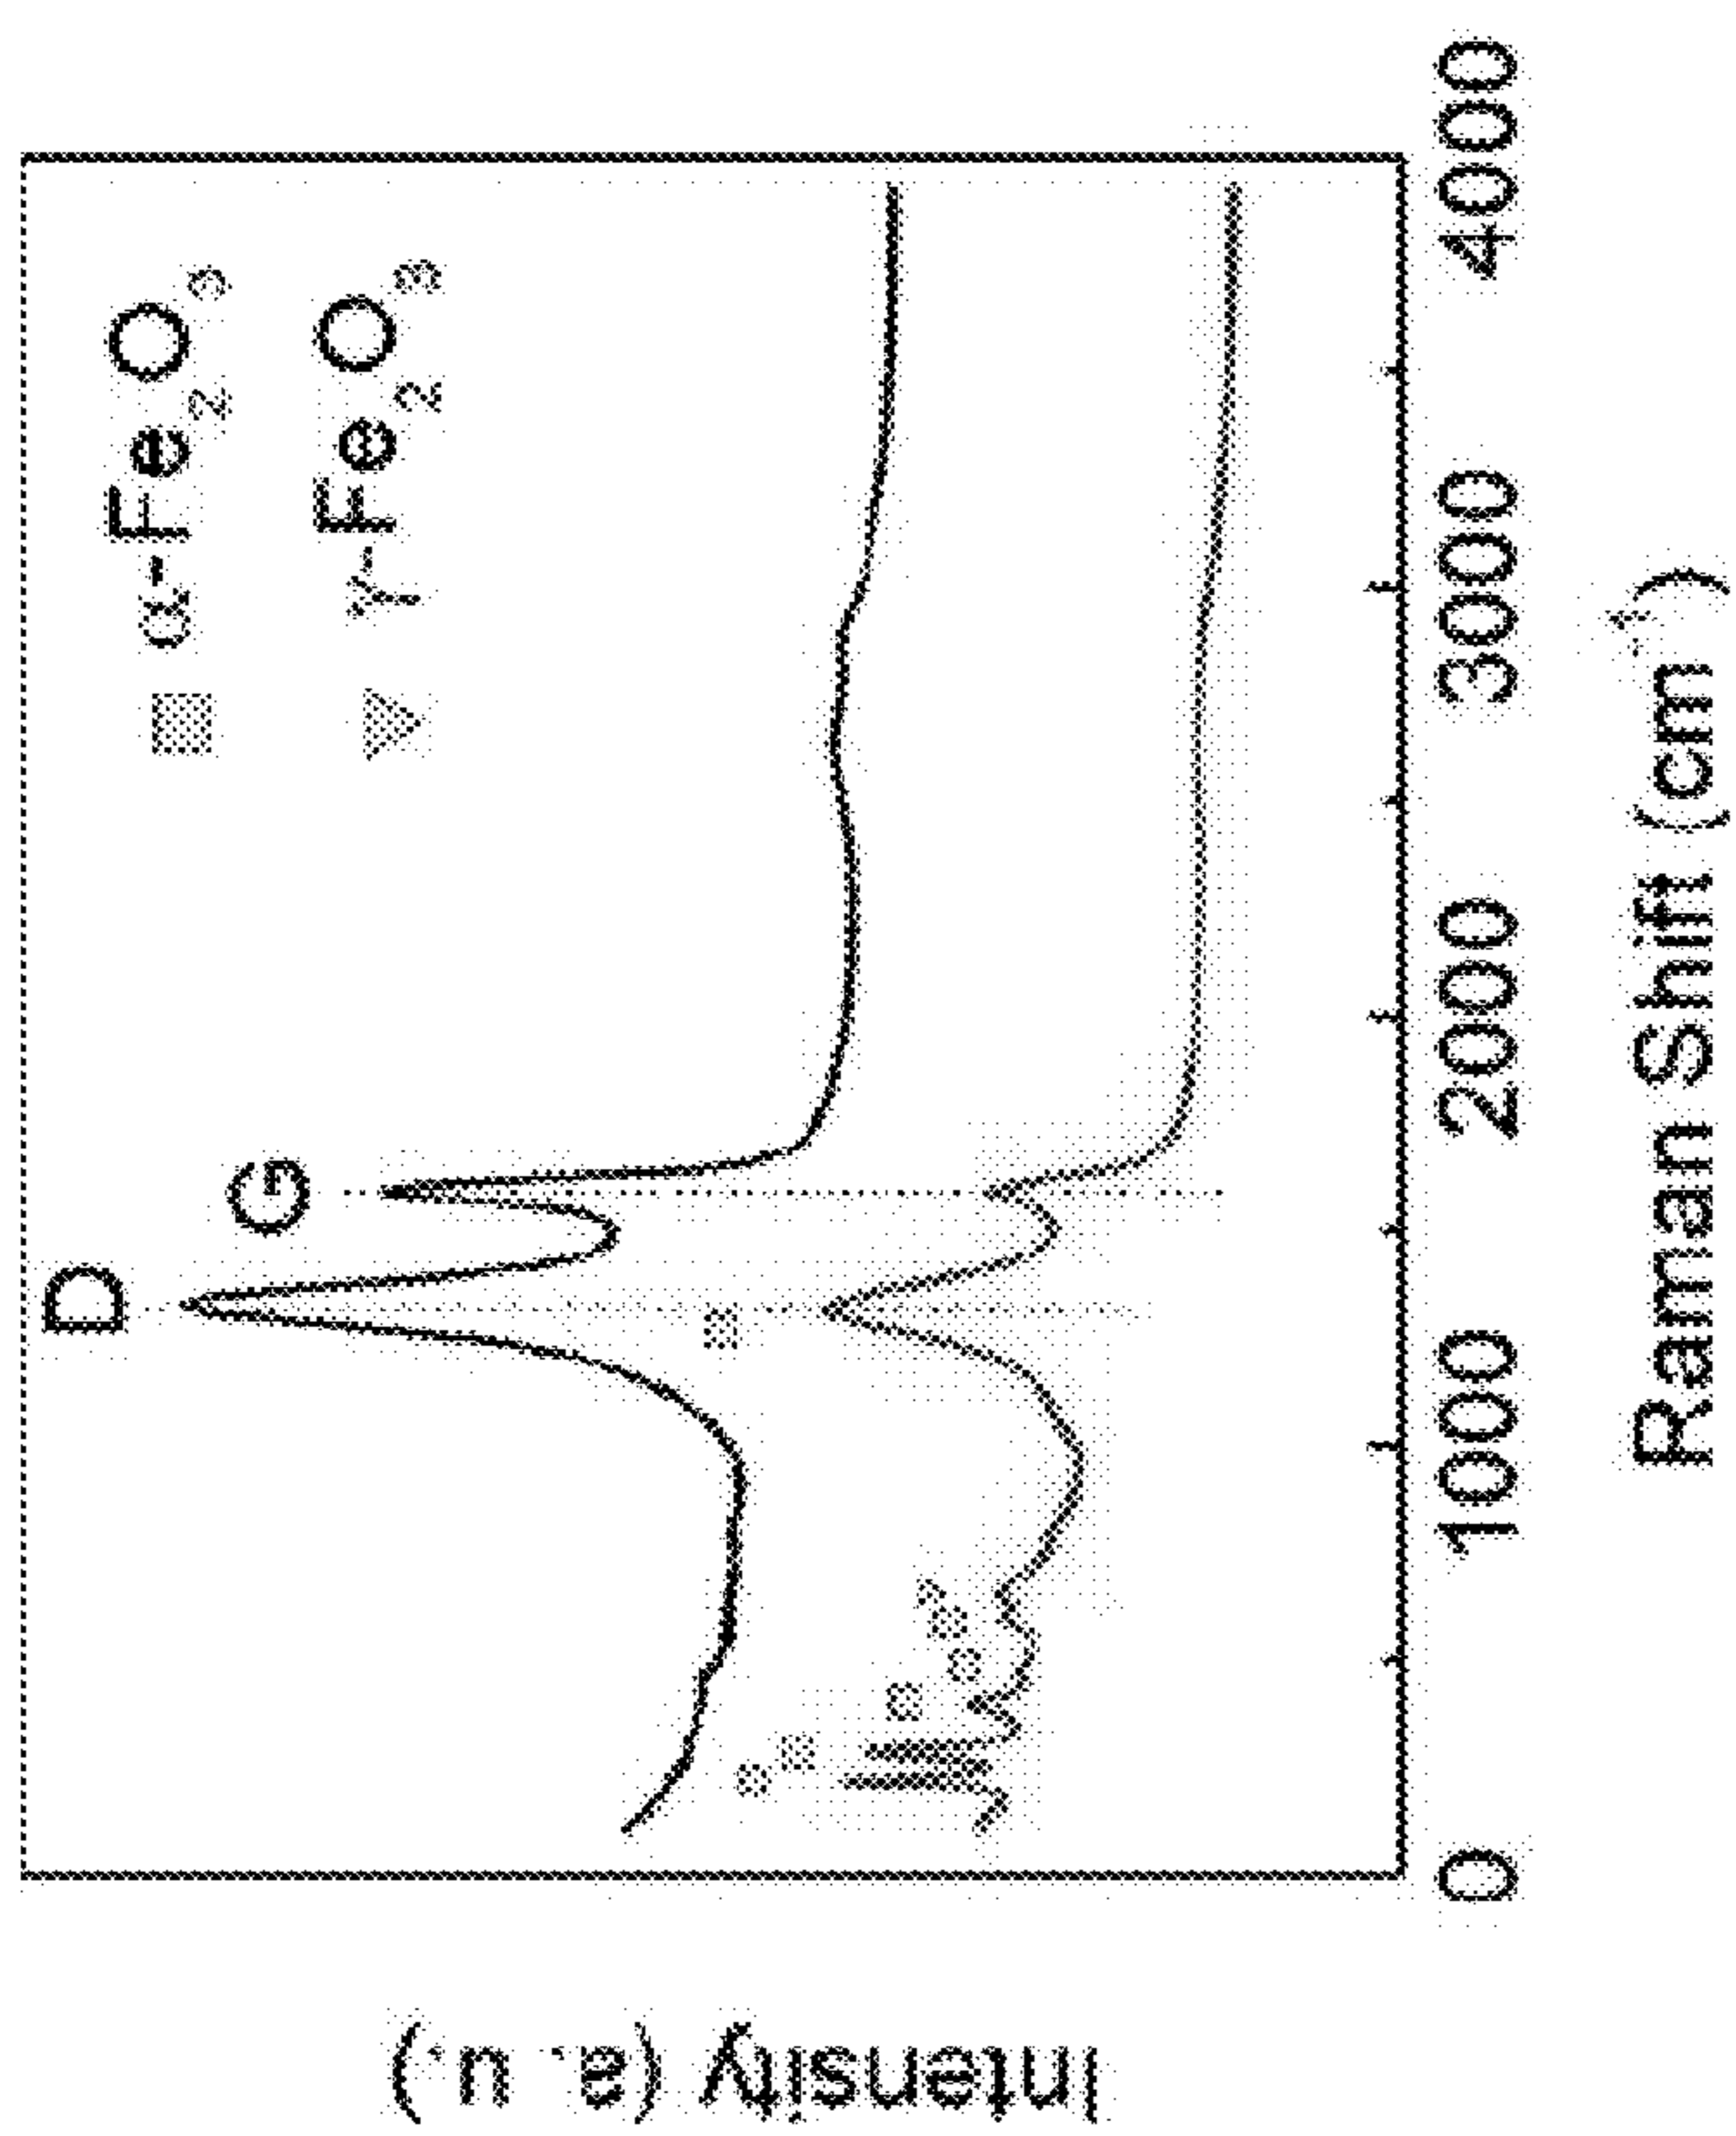 D
G
α-Fe2O3
γ-Fe2O3
Intensity (a. u.)
0 1000 2000 3000 4000
Raman Shift (cm-1)